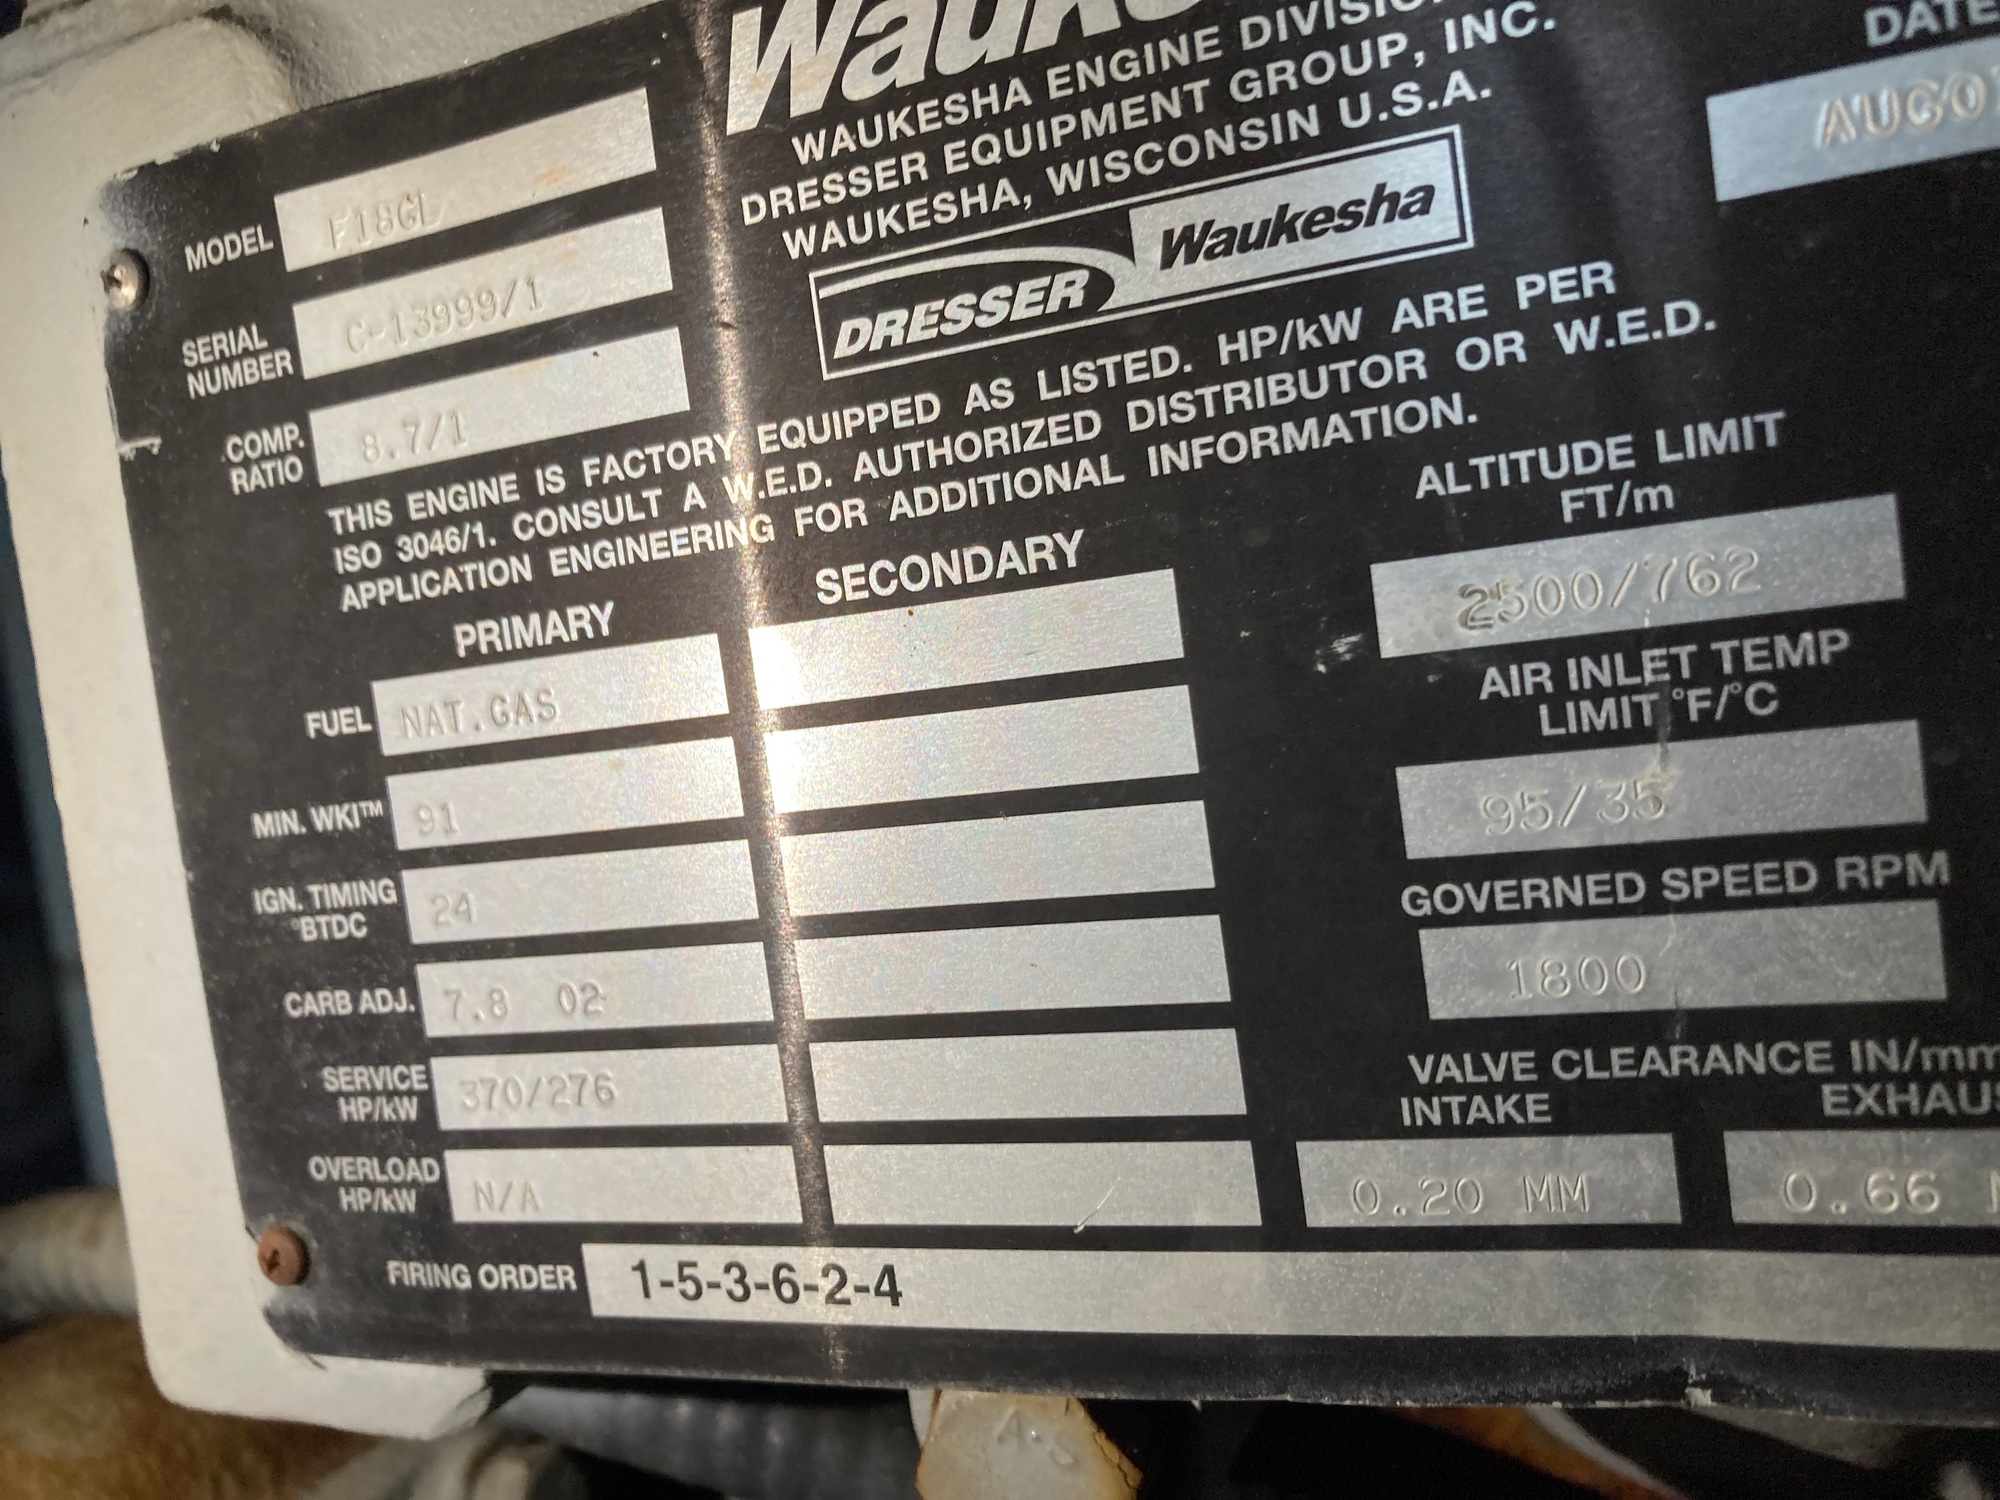 WAUKESHA ENGINE DIVISION
DRESSER EQUIPMENT GROUP, INC.
WAUKESHA, WISCONSIN U.S.A.
DRESSER Waukesha
DATE
MODEL F18GL
SERIAL NUMBER C-13999/1
COMP. RATIO 8.7/1
THIS ENGINE IS FACTORY EQUIPPED AS LISTED. HP/kW ARE PER
ISO 3046/1. CONSULT A W.E.D. AUTHORIZED DISTRIBUTOR OR W.E.D.
APPLICATION ENGINEERING FOR ADDITIONAL INFORMATION.
PRIMARY SECONDARY
FUEL NAT.GAS
MIN. WKI™ 91
IGN. TIMING °BTDC 24
CARB ADJ. 7.8 02
SERVICE HP/kW 370/276
OVERLOAD HP/kW N/A
FIRING ORDER 1-5-3-6-2-4
ALTITUDE LIMIT
FT/m
2500/762
AIR INLET TEMP
LIMIT °F/°C
95/35
GOVERNED SPEED RPM
1800
VALVE CLEARANCE IN/mm
INTAKE
0.20 MM 0.66